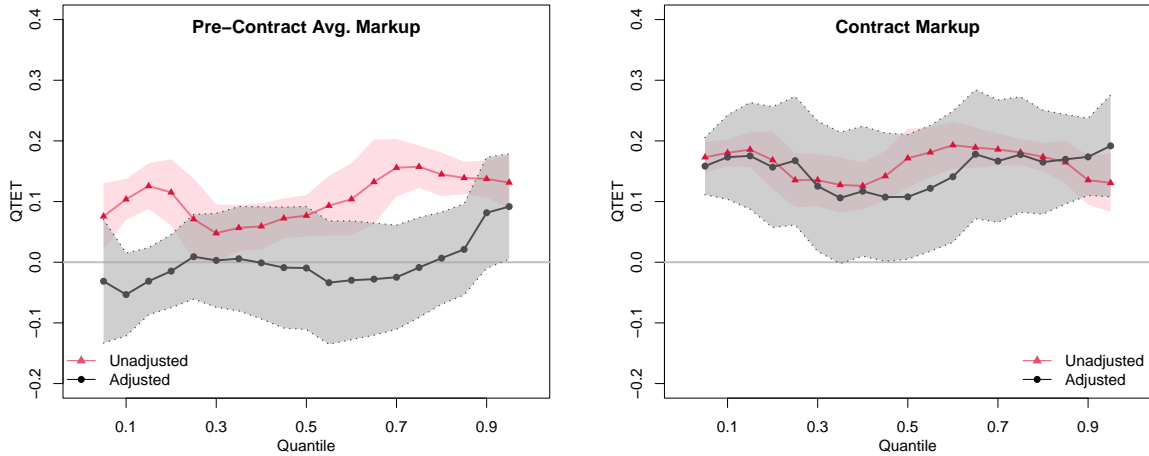 Pre−Contract Avg. Markup
QTET
0.4
0.3
0.2
0.1
0.0
−0.1
−0.2
Unadjusted
Adjusted
0.1 0.3 0.5 0.7 0.9
Quantile
Contract Markup
QTET
0.4
0.3
0.2
0.1
0.0
−0.1
−0.2
Unadjusted
Adjusted
0.1 0.3 0.5 0.7 0.9
Quantile